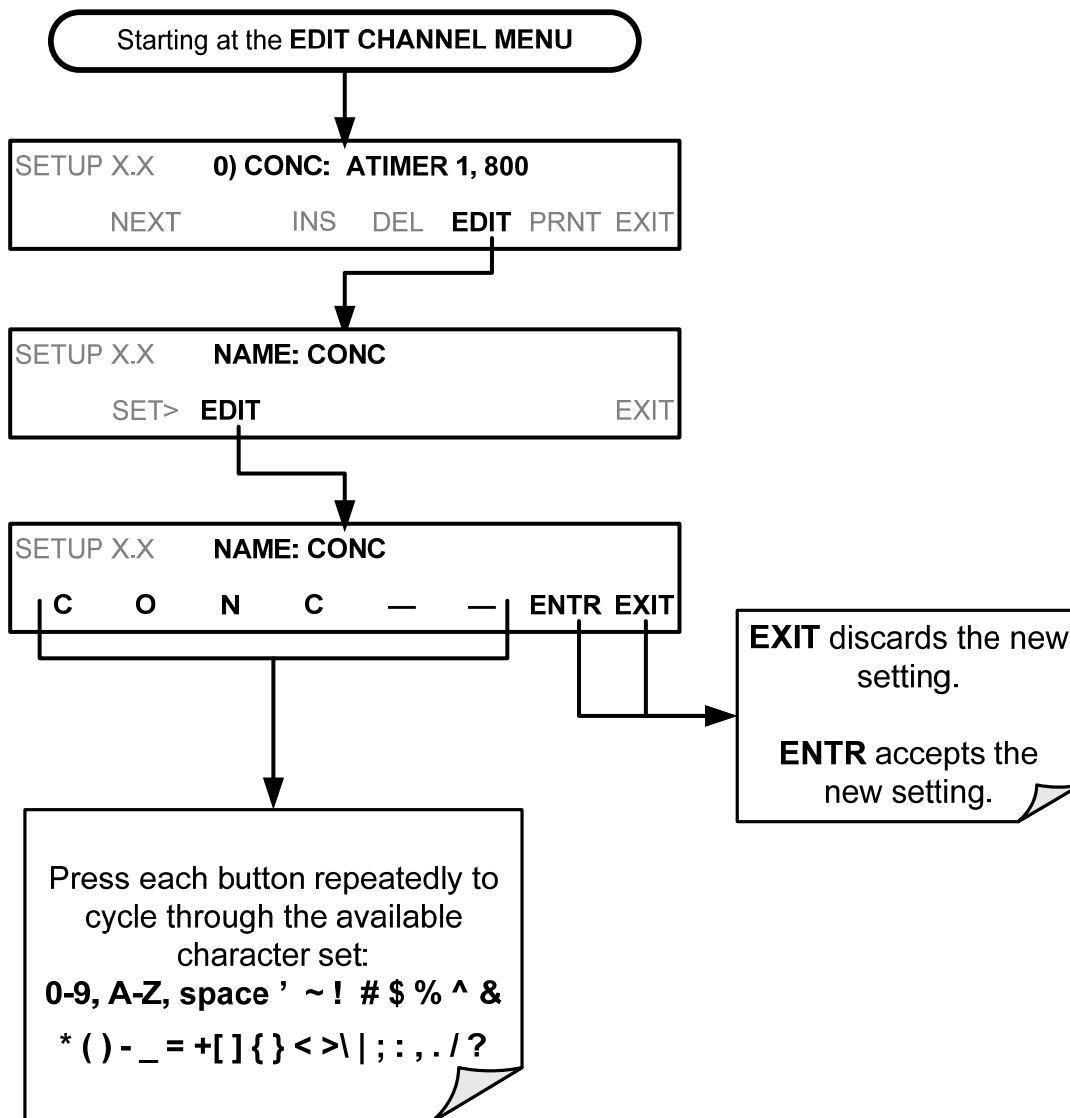 Starting at the EDIT CHANNEL MENU
SETUP X.X 0) CONC: ATIMER 1, 800
NEXT INS DEL EDIT PRNT EXIT
SETUP X.X NAME: CONC
SET> EDIT EXIT
SETUP X.X NAME: CONC
C O N C — — ENTR EXIT
EXIT discards the new
setting.
ENTR accepts the
new setting.
Press each button repeatedly to
cycle through the available
character set:
0-9, A-Z, space ’ ~ ! # $ % ^ &
* ( ) - _ = +[ ] { } < >\ | ; : , . / ?